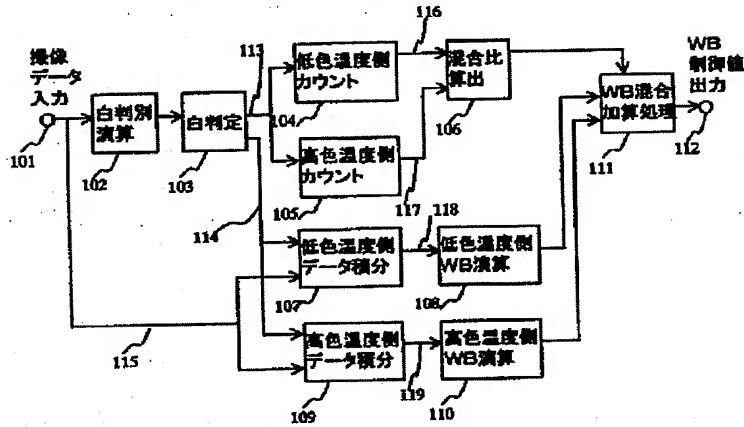 撮像
データ
入力
101
白判別
演算
102
白判定
103
113
114
115
低色温度側
カウント
104
116
高色温度側
カウント
105
117
混合比
算出
106
低色温度側
データ積分
107
118
低色温度側
WB演算
108
高色温度側
データ積分
109
119
高色温度側
WB演算
110
WB混合
加算処理
111
WB
制御値
出力
112